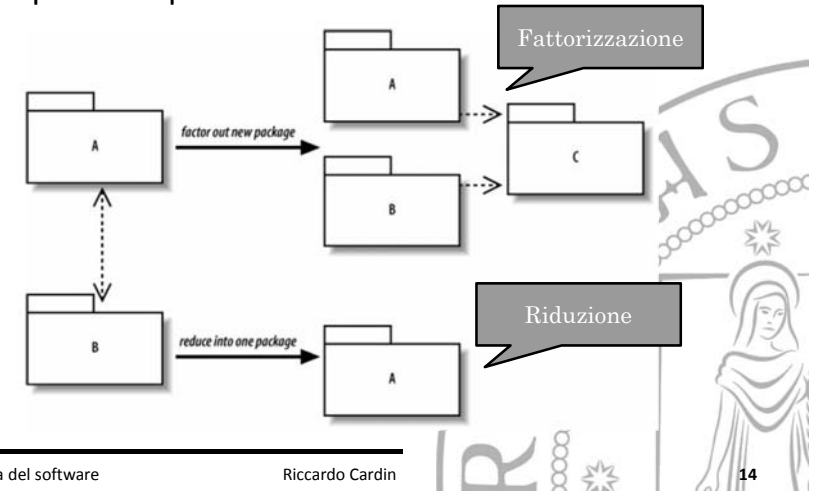 Fattorizzazione
A
factor out new package
A
C
B
B
reduce into one package
A
Riduzione
a del software
Riccardo Cardin
14